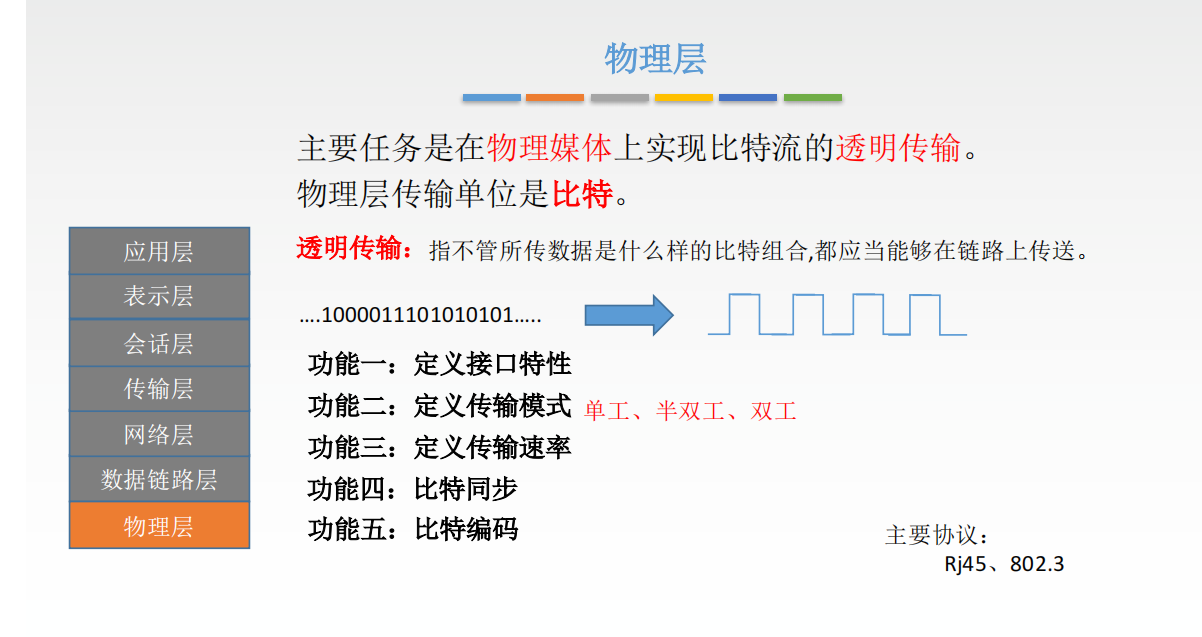 物理层
主要任务是在物理媒体上实现比特流的透明传输。
物理层传输单位是比特。
透明传输：指不管所传数据是什么样的比特组合,都应当能够在链路上传送。
....1000011101010101.....
功能一：定义接口特性
功能二：定义传输模式 单工、半双工、双工
功能三：定义传输速率
功能四：比特同步
功能五：比特编码
应用层
表示层
会话层
传输层
网络层
数据链路层
物理层
主要协议：
Rj45、802.3